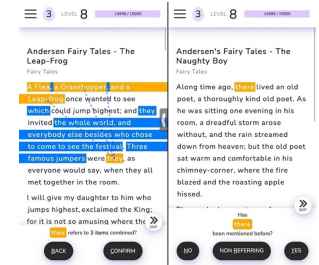 3 LEVEL 8 14996 / 15000
Andersen Fairy Tales - The
Leap-frog
Fairy Tales
A Flea, a Grasshopper, and a
Leap-frog once wanted to see
which could jump highest; and they
invited the whole world, and
everybody else besides who chose
to come to see the festival. Three
famous jumpers were they, as
everyone would say, when they all
met together in the room.
I will give my daughter to him who
jumps highest, exclaimed the King;
for it is not so amusing where the
SKIP
they refers to 3 items combined?
BACK
CONFIRM
3 LEVEL 8 14996 / 15000
Andersen's Fairy Tales - The
Naughty Boy
Fairy Tales
Along time ago, there lived an old
poet, a thoroughly kind old poet. As
he was sitting one evening in his
room, a dreadful storm arose
without, and the rain streamed
down from heaven; but the old poet
sat warm and comfortable in his
chimney-corner, where the fire
blazed and the roasting apple
hissed.
SKIP
Has
there
been mentioned before?
NO
NON REFERRING
YES